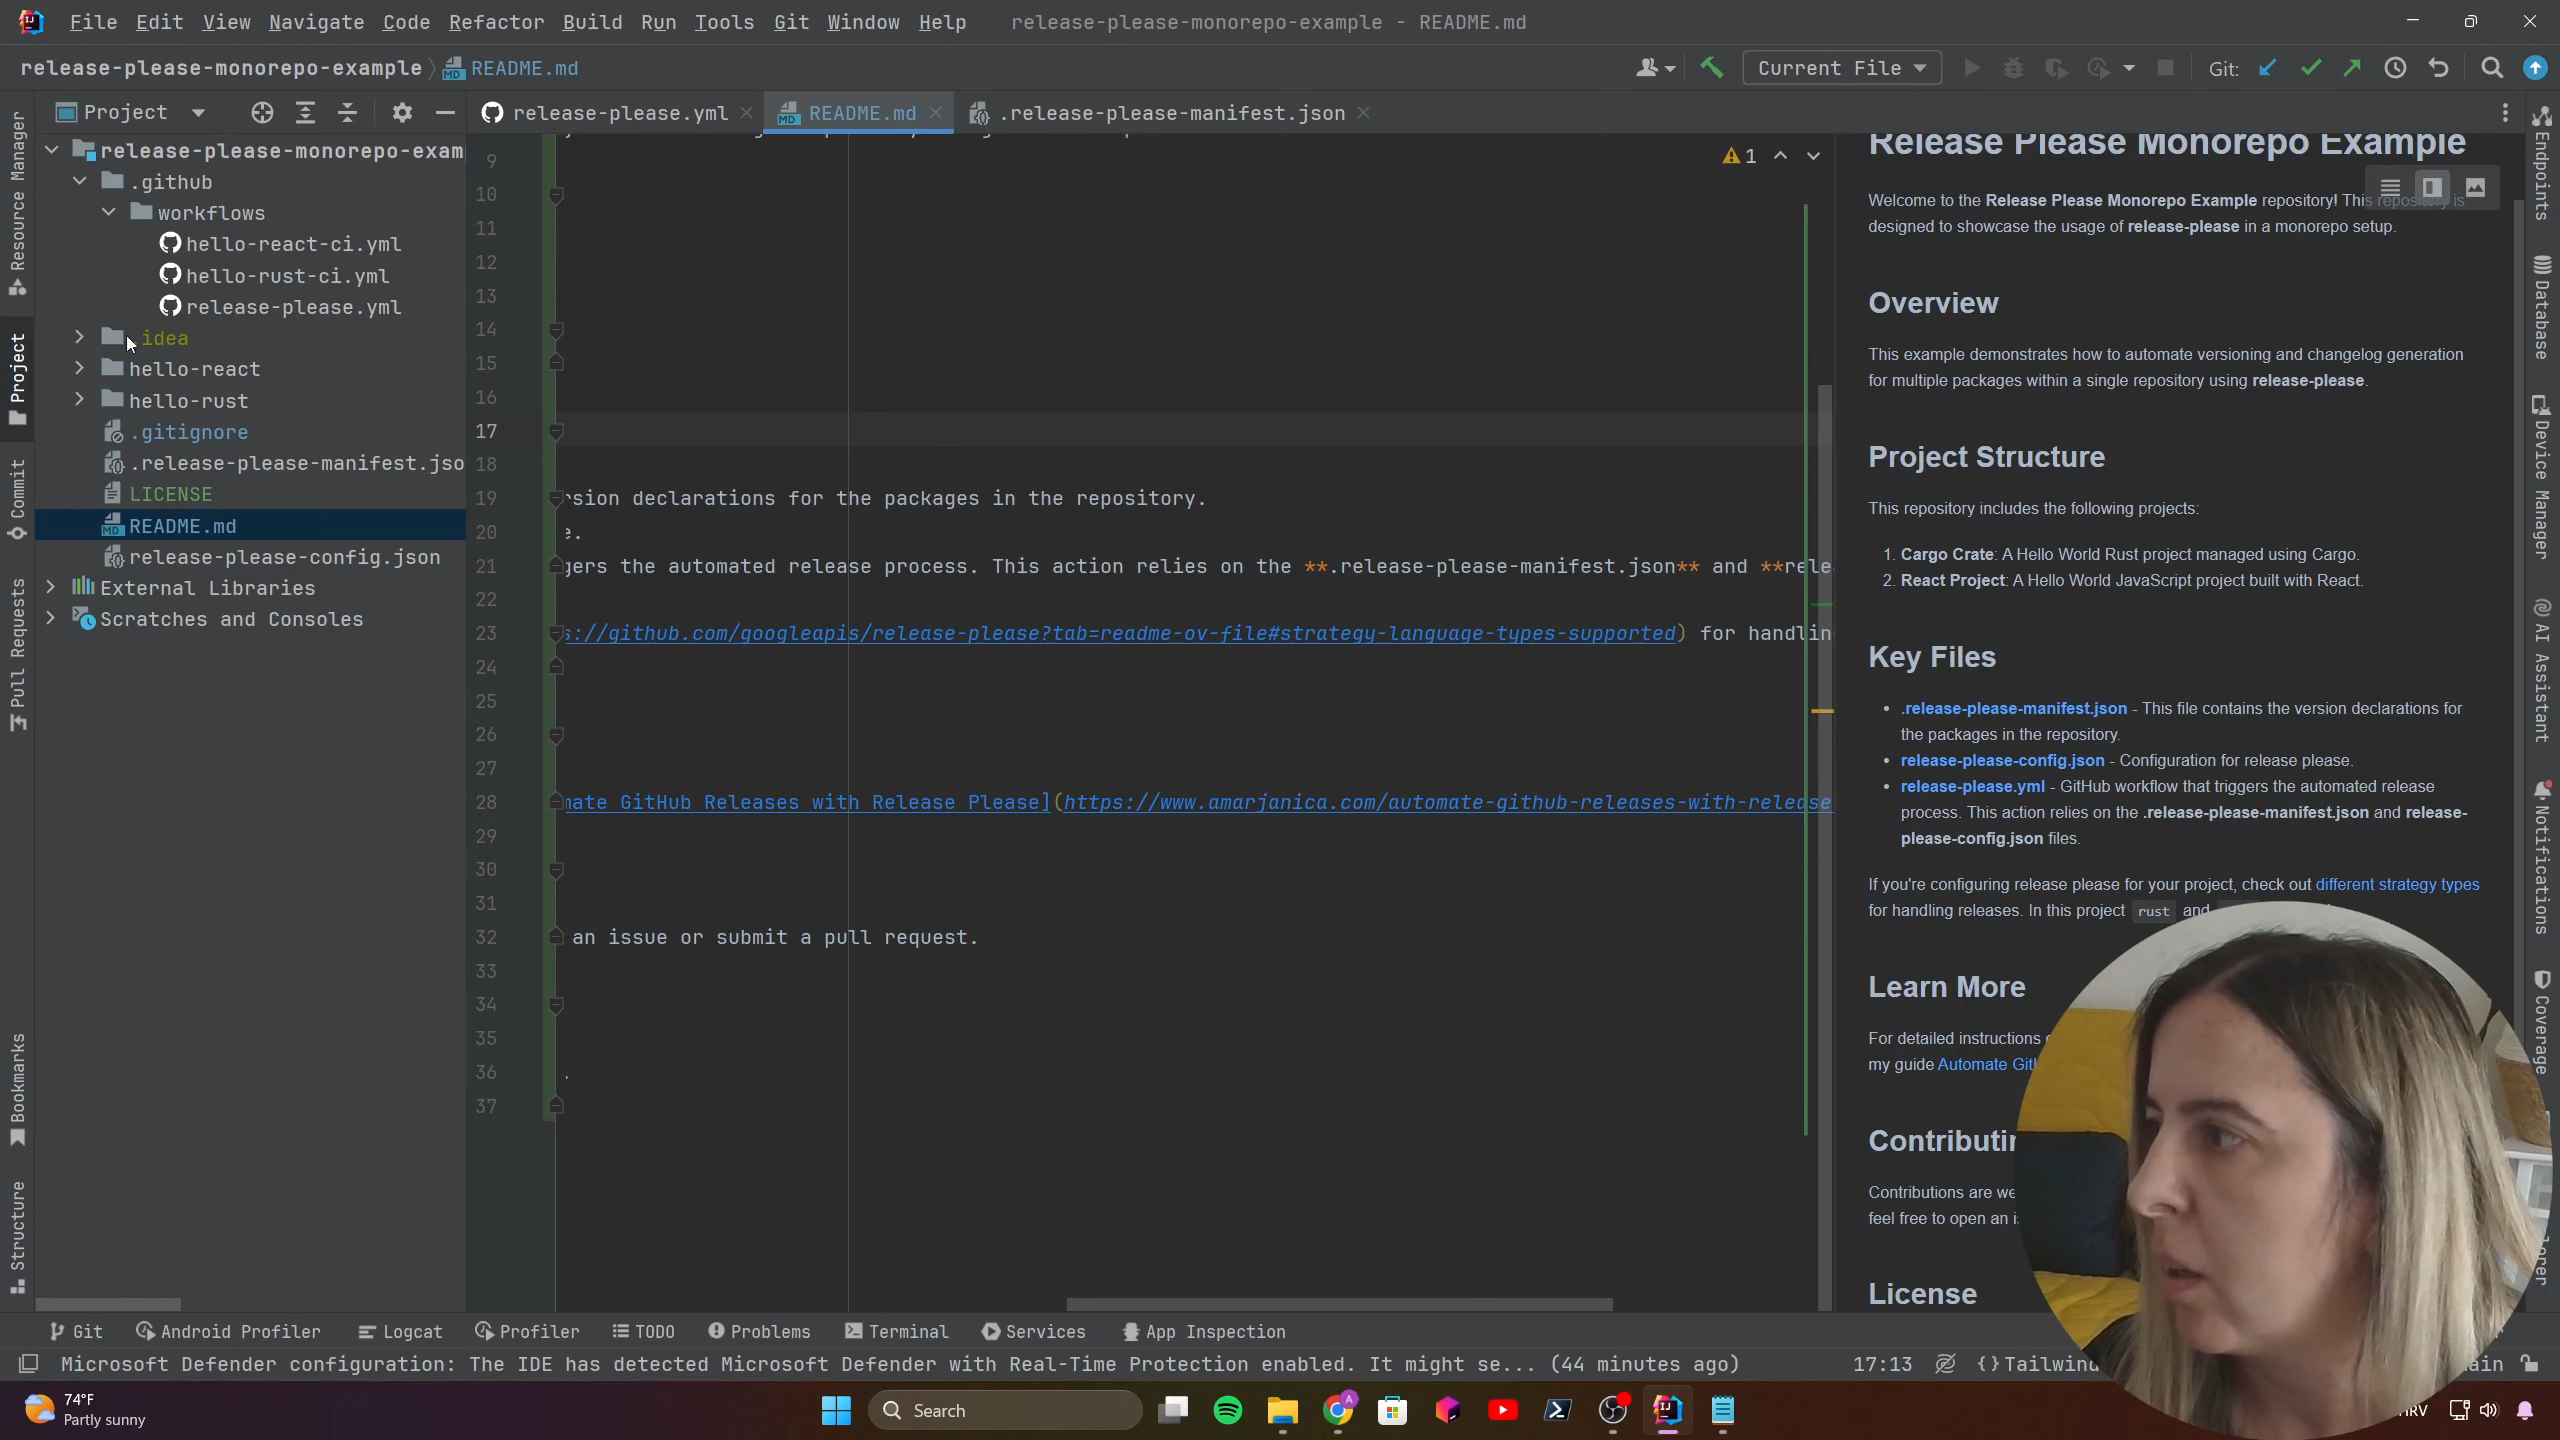 File Edit View Navigate Code Refactor Build Run Tools Git Window Help release-please-monorepo-example - README.md
release-please-monorepo-example README.md Current File Git:
Project release-please.yml README.md .release-please-manifest.json
release-please-monorepo-exam
.github
workflows
hello-react-ci.yml
hello-rust-ci.yml
release-please.yml
idea
hello-react
hello-rust
.gitignore
.release-please-manifest.jso
LICENSE
README.md
release-please-config.json
External Libraries
Scratches and Consoles
Resource Manager
Project
Commit
Pull Requests
Bookmarks
Structure
1
9
10
11
12
13
14
15
16
17
18
19 rsion declarations for the packages in the repository.
20 e.
21 gers the automated release process. This action relies on the **.release-please-manifest.json** and **rele
22
23 s://github.com/googleapis/release-please?tab=readme-ov-file#strategy-language-types-supported) for handlin
24
25
26
27
28 mate GitHub Releases with Release Please](https://www.amarjanica.com/automate-github-releases-with-release
29
30
31
32 an issue or submit a pull request.
33
34
35
36 .
37
Release Please Monorepo Example
Welcome to the Release Please Monorepo Example repository! This repository is
designed to showcase the usage of release-please in a monorepo setup.
Overview
This example demonstrates how to automate versioning and changelog generation
for multiple packages within a single repository using release-please.
Project Structure
This repository includes the following projects:
1. Cargo Crate: A Hello World Rust project managed using Cargo.
2. React Project: A Hello World JavaScript project built with React.
Key Files
• .release-please-manifest.json - This file contains the version declarations for
the packages in the repository.
• release-please-config.json - Configuration for release please.
• release-please.yml - GitHub workflow that triggers the automated release
process. This action relies on the .release-please-manifest.json and release-
please-config.json files.
If you're configuring release please for your project, check out different strategy types
for handling releases. In this project rust and
Learn More
For detailed instructions
my guide Automate Git
Contributin
Contributions are we
feel free to open an i
License
Endpoints
Database
Device Manager
AI Assistant
Notifications
Coverage
Git Android Profiler Logcat Profiler TODO Problems Terminal Services App Inspection
Microsoft Defender configuration: The IDE has detected Microsoft Defender with Real-Time Protection enabled. It might se... (44 minutes ago) 17:13 Tailwind
74°F
Partly sunny
Search
HRV